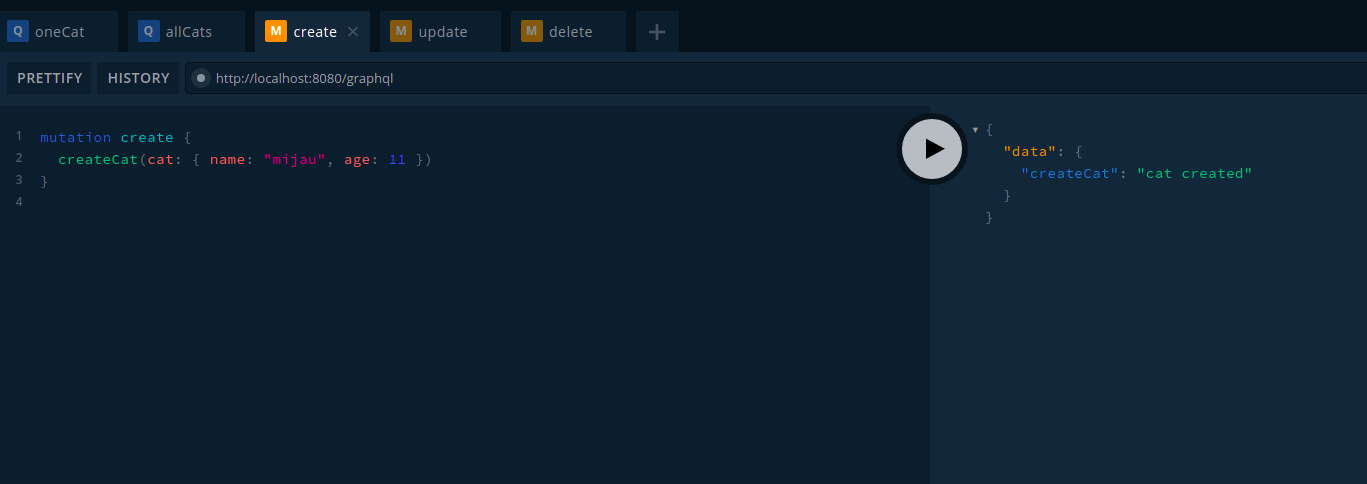 Q oneCat Q allCats M create × M update M delete +
PRETTIFY HISTORY http://localhost:8080/graphql
1 mutation create {
2 createCat(cat: { name: "mijau", age: 11 })
3 }
4
{
"data": {
"createCat": "cat created"
}
}